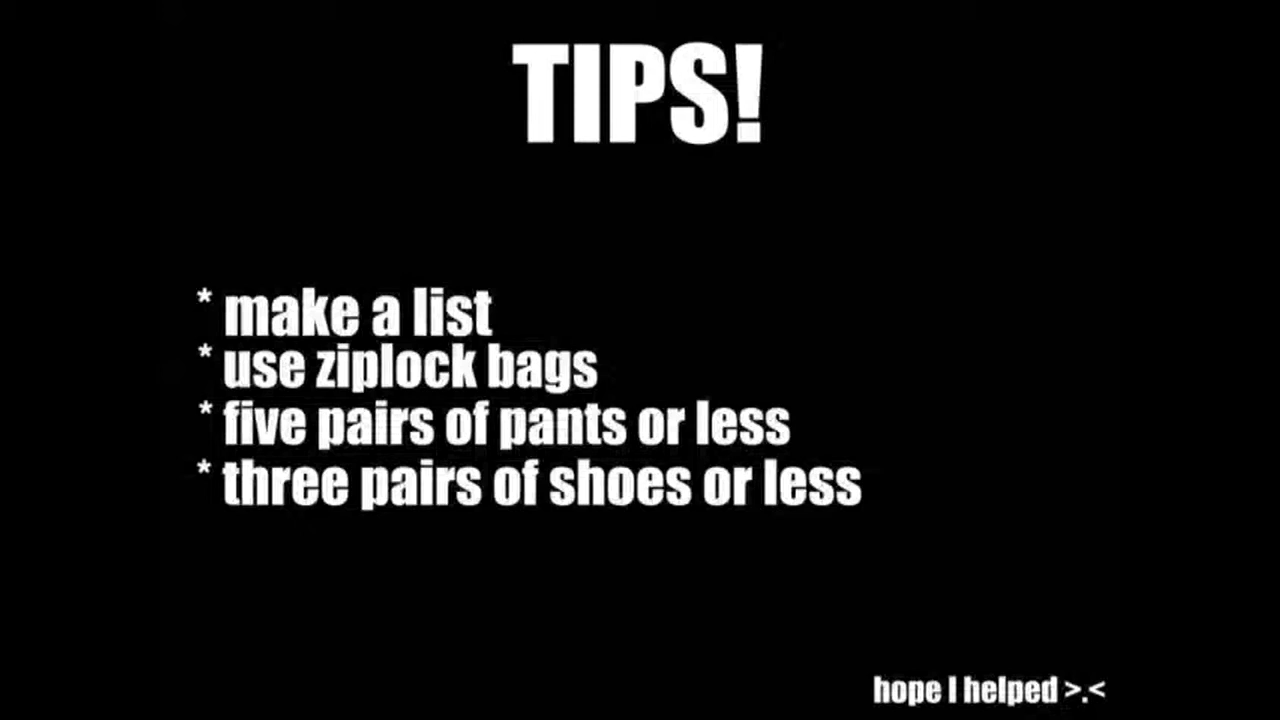 TIPS!
* make a list
* use ziplock bags
* five pairs of pants or less
* three pairs of shoes or less
hope I helped >.<